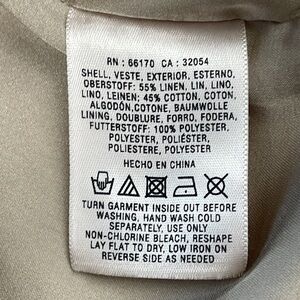 RN : 66170 CA : 32054
SHELL, VESTE, EXTERIOR, ESTERNO,
OBERSTOFF: 55% LINEN, LIN, LINO,
LINO, LEINEN; 45% COTTON, COTON,
ALGODÓN, COTONE, BAUMWOLLE
LINING, DOUBLURE, FORRO, FODERA,
FUTTERSTOFF: 100% POLYESTER,
POLYESTER, POLIÉSTER,
POLIESTERE, POLYESTER
HECHO EN CHINA
TURN GARMENT INSIDE OUT BEFORE
WASHING, HAND WASH COLD
SEPARATELY, USE ONLY
NON-CHLORINE BLEACH, RESHAPE
LAY FLAT TO DRY, LOW IRON ON
REVERSE SIDE AS NEEDED